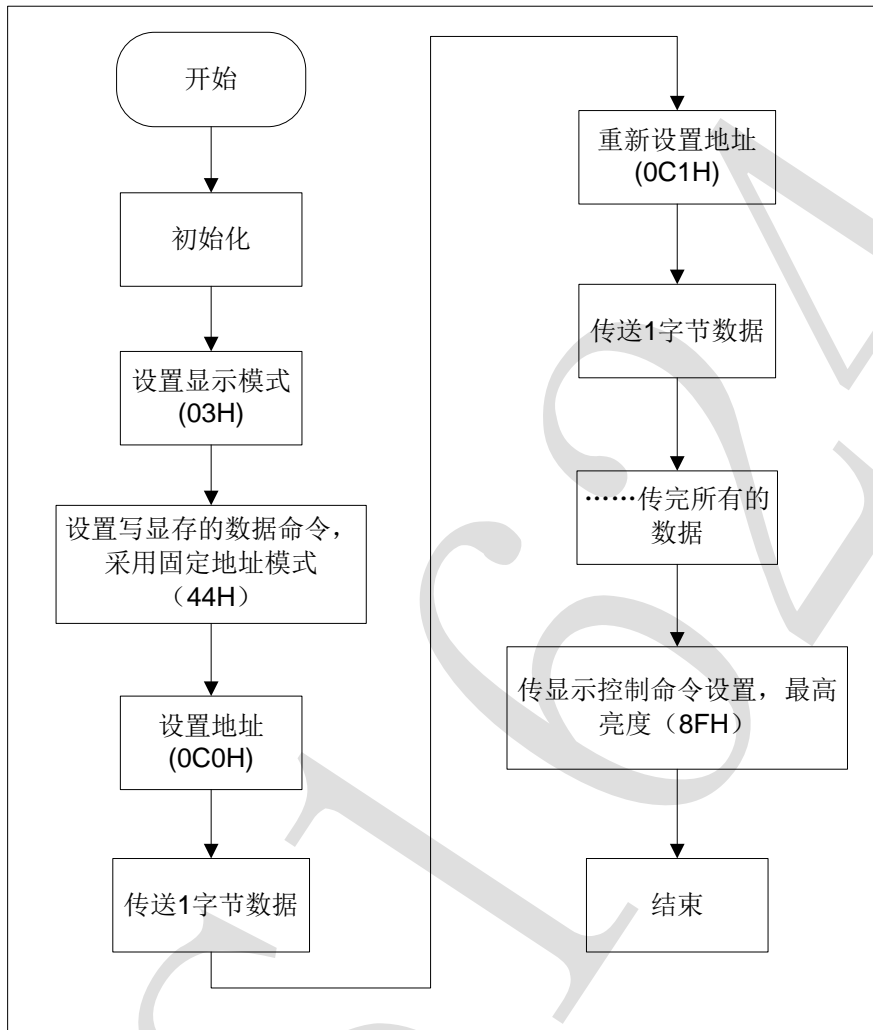 开始
初始化
设置显示模式
(03H)
设置写显存的数据命令，
采用固定地址模式
（44H）
设置地址
(0C0H)
传送1字节数据
重新设置地址
(0C1H)
传送1字节数据
……传完所有的
数据
传显示控制命令设置，最高
亮度（8FH）
结束